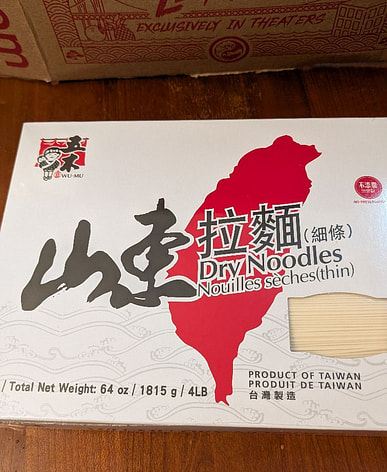 EXCLUSIVELY IN THEATERS
五木
WU-MU
山東
拉麵(細條)
Dry Noodles
Nouilles sèches(thin)
/ Total Net Weight: 64 oz / 1815 g / 4LB
PRODUCT OF TAIWAN
PRODUIT DE TAIWAN
台灣製造